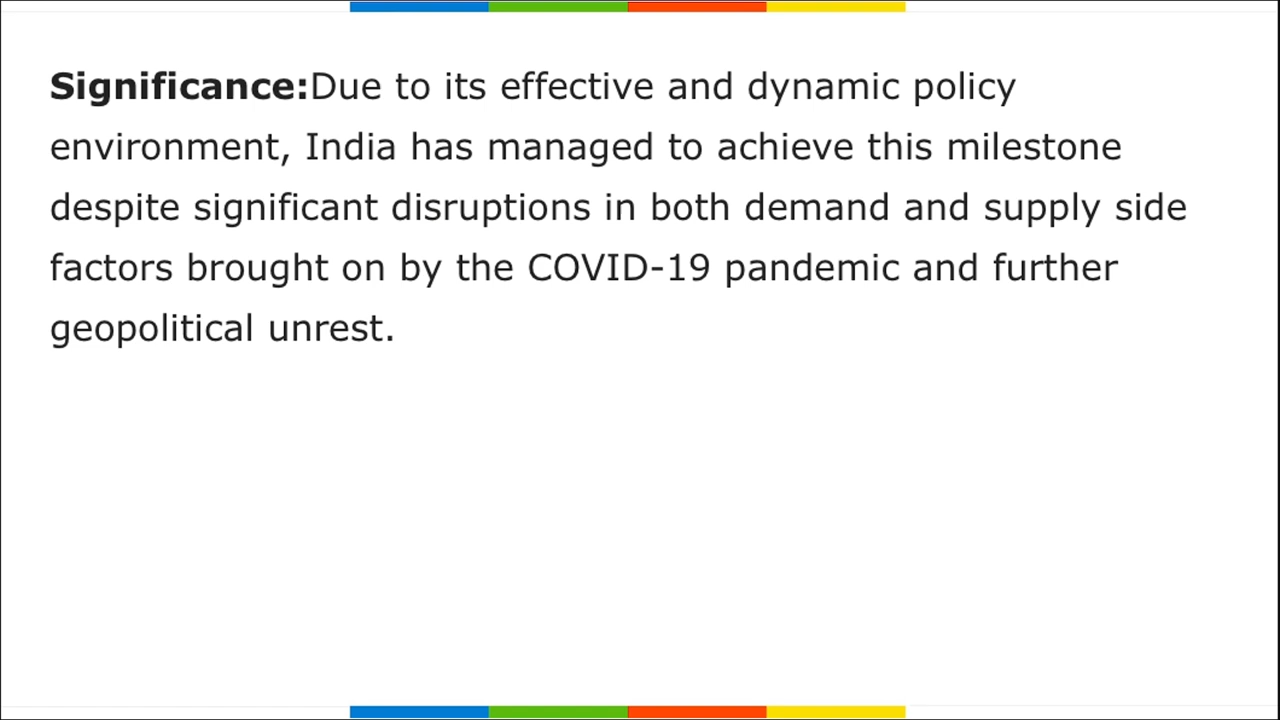 Significance:Due to its effective and dynamic policy
environment, India has managed to achieve this milestone
despite significant disruptions in both demand and supply side
factors brought on by the COVID-19 pandemic and further
geopolitical unrest.